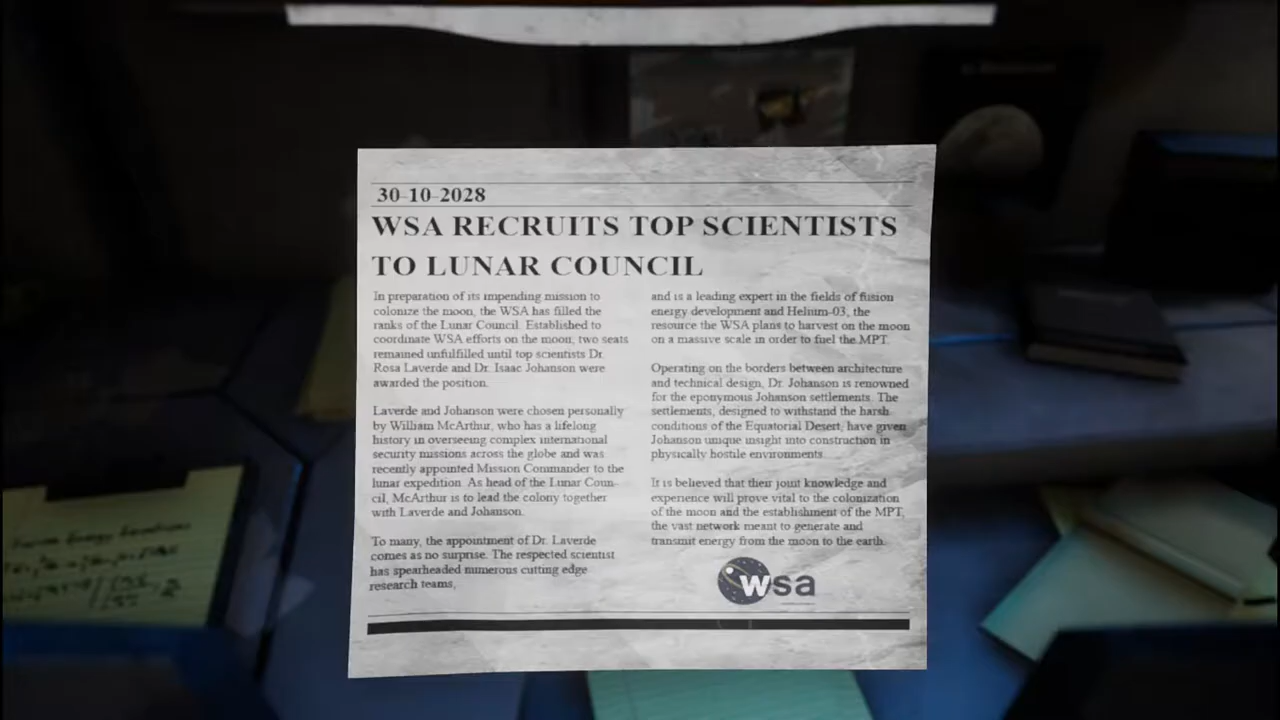 30-10-2028
WSA RECRUITS TOP SCIENTISTS
TO LUNAR COUNCIL
In preparation of its impending mission to
colonize the moon, the WSA has filled the
ranks of the Lunar Council. Established to
coordinate WSA efforts on the moon, two seats
remained unfulfilled until top scientists Dr.
Rosa Laverde and Dr. Isaac Johanson were
awarded the position.
Laverde and Johanson were chosen personally
by William McArthur, who has a lifelong
history in overseeing complex international
security missions across the globe and was
recently appointed Mission Commander to the
lunar expedition. As head of the Lunar Coun-
cil, McArthur is to lead the colony together
with Laverde and Johanson.
To many, the appointment of Dr. Laverde
comes as no surprise. The respected scientist
has spearheaded numerous cutting edge
research teams,
and is a leading expert in the fields of fusion
energy development and Helium-03, the
resource the WSA plans to harvest on the moon
on a massive scale in order to fuel the MPT.
Operating on the borders between architecture
and technical design, Dr. Johanson is renowned
for the eponymous Johanson settlements. The
settlements, designed to withstand the harsh
conditions of the Equatorial Desert, have given
Johanson unique insight into construction in
physically hostile environments.
It is believed that their joint knowledge and
experience will prove vital to the colonization
of the moon and the establishment of the MPT,
the vast network meant to generate and
transmit energy from the moon to the earth.
wsa